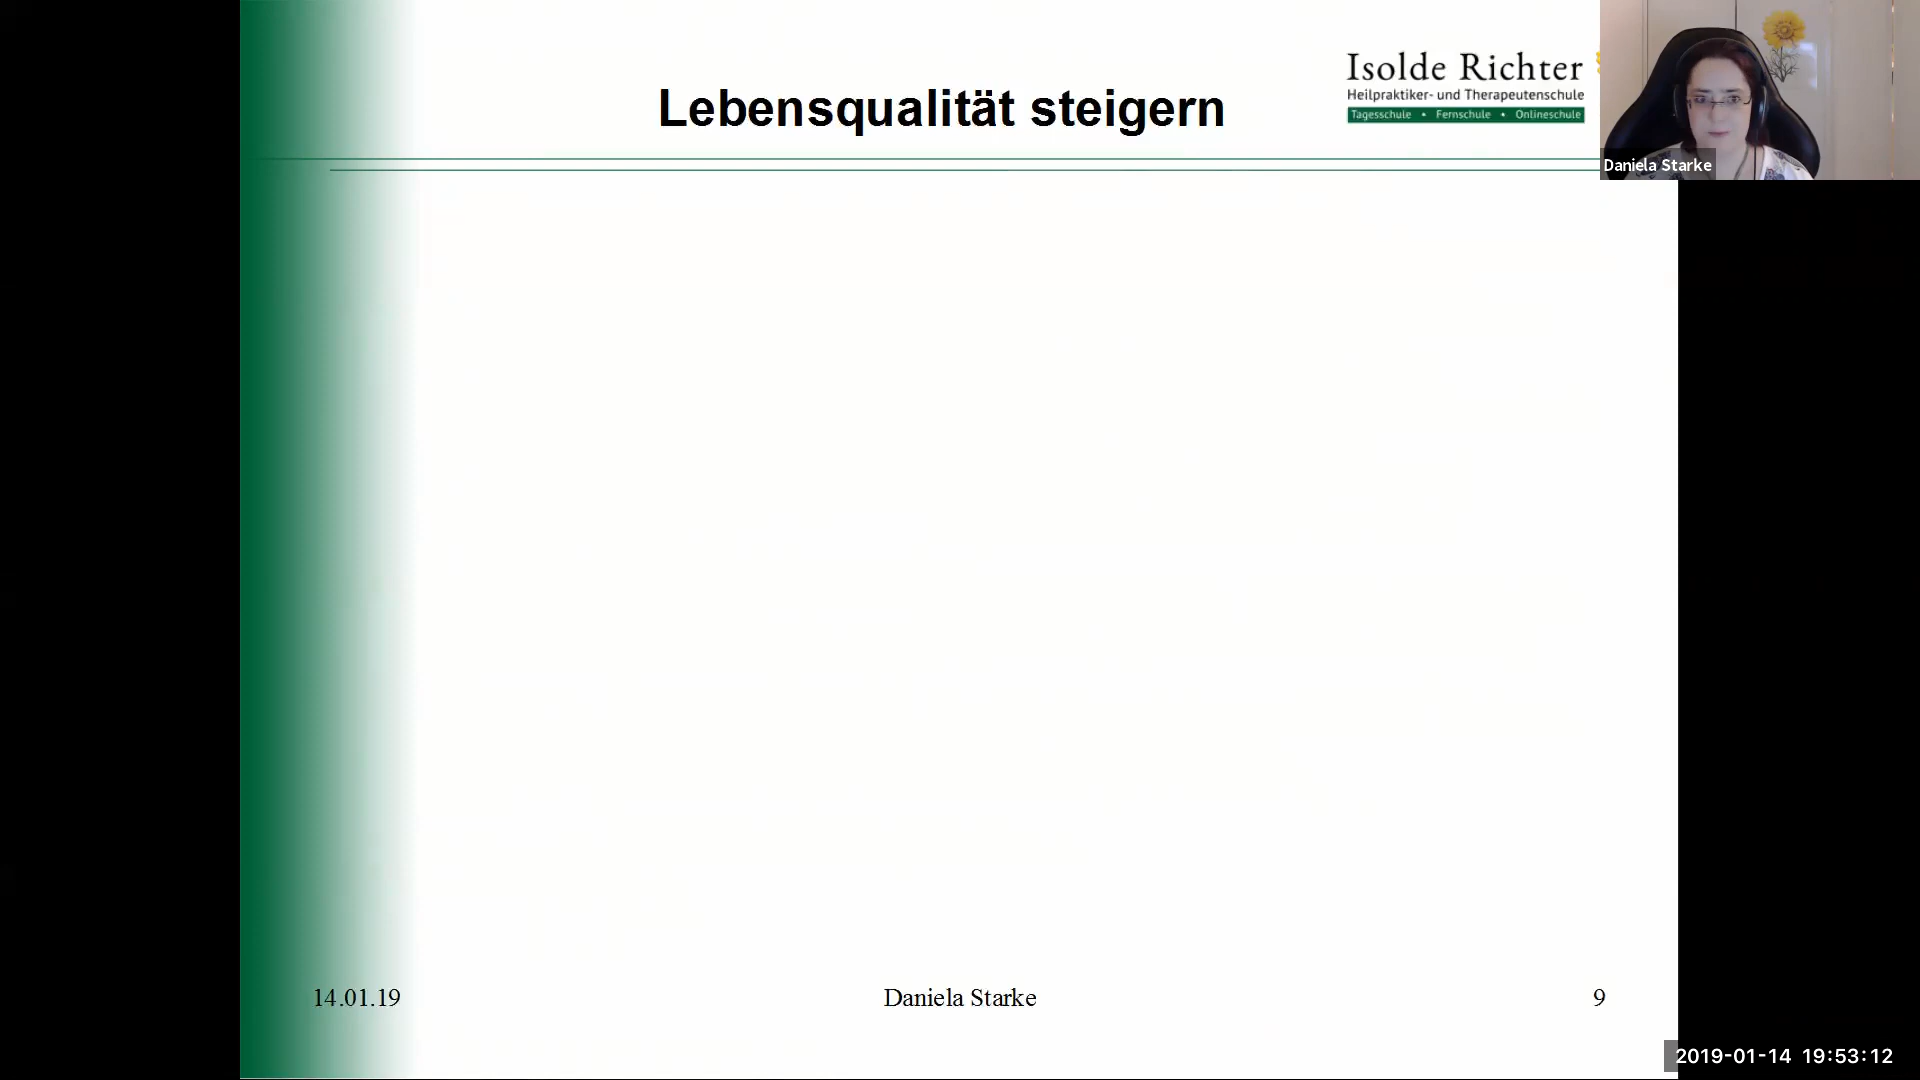 Isolde Richter
Heilpraktiker- und Therapeutenschule
Tagesschule • Fernschule • Onlineschule
Lebensqualität steigern
Daniela Starke
14.01.19
Daniela Starke
9
2019-01-14 19:53:12